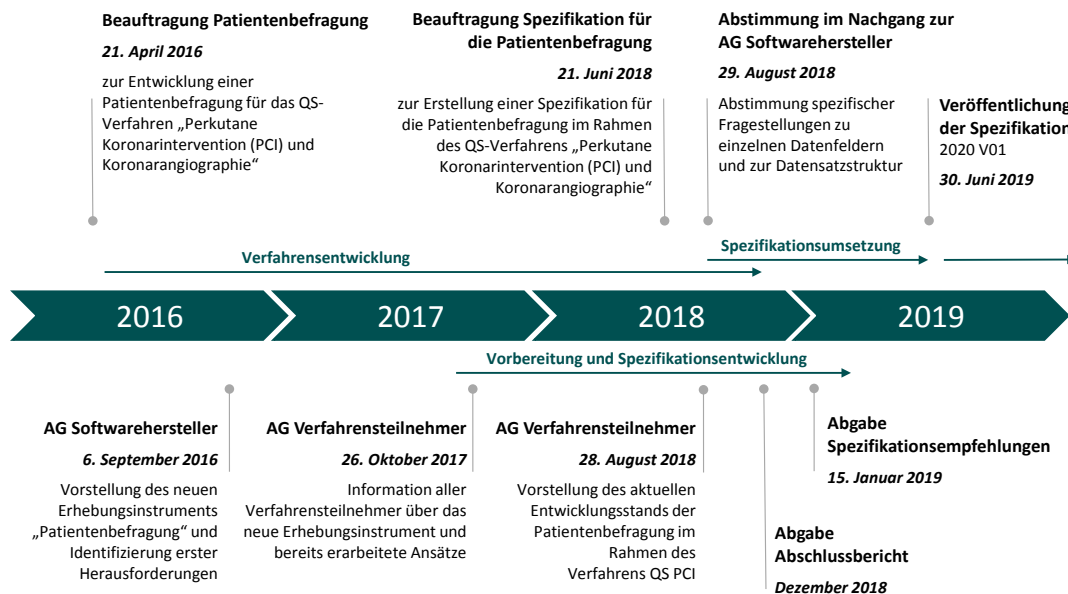 Beauftragung Patientenbefragung
21. April 2016
zur Entwicklung einer
Patientenbefragung für das QS-
Verfahren „Perkutane
Koronarintervention (PCI) und
Koronarangiographie“
Beauftragung Spezifikation für
die Patientenbefragung
21. Juni 2018
zur Erstellung einer Spezifikation für
die Patientenbefragung im Rahmen
des QS-Verfahrens „Perkutane
Koronarintervention (PCI) und
Koronarangiographie“
Abstimmung im Nachgang zur
AG Softwarehersteller
29. August 2018
Abstimmung spezifischer
Fragestellungen zu
einzelnen Datenfeldern
und zur Datensatzstruktur
Veröffentlichung
der Spezifikation
2020 V01
30. Juni 2019
Verfahrensentwicklung
Spezifikationsumsetzung
2016
2017
2018
2019
Vorbereitung und Spezifikationsentwicklung
AG Softwarehersteller
6. September 2016
Vorstellung des neuen
Erhebungsinstruments
„Patientenbefragung“ und
Identifizierung erster
Herausforderungen
AG Verfahrensteilnehmer
26. Oktober 2017
Information aller
Verfahrensteilnehmer über das
neue Erhebungsinstrument und
bereits erarbeitete Ansätze
AG Verfahrensteilnehmer
28. August 2018
Vorstellung des aktuellen
Entwicklungsstands der
Patientenbefragung im
Rahmen des
Verfahrens QS PCI
Abgabe
Abschlussbericht
Dezember 2018
Abgabe
Spezifikationsempfehlungen
15. Januar 2019